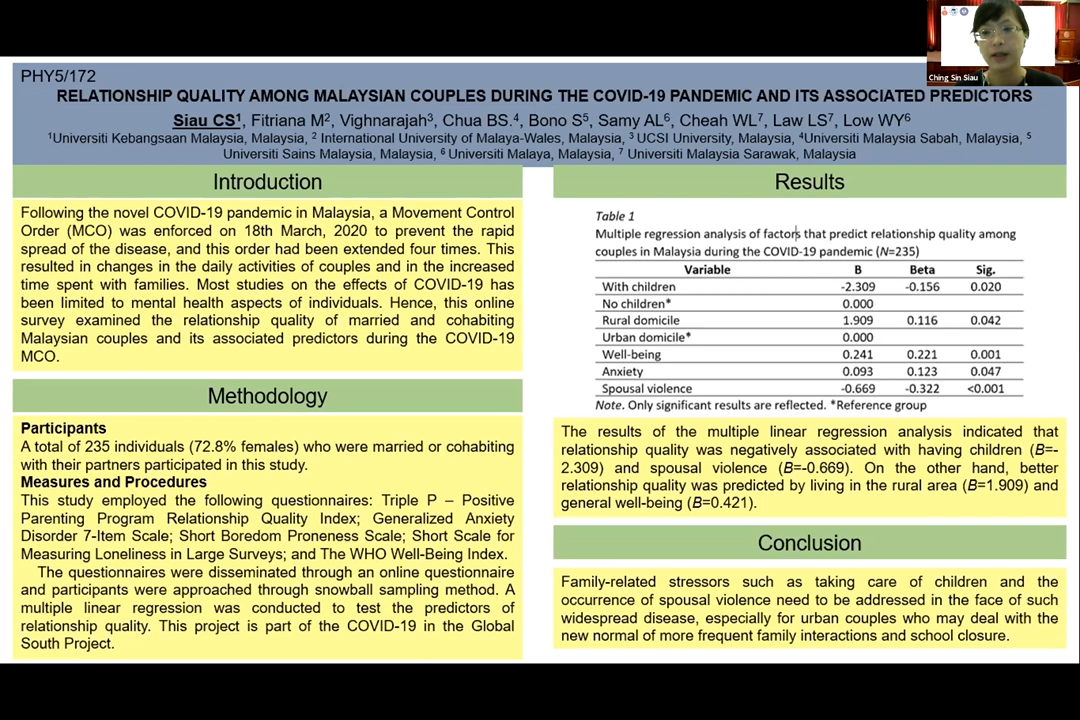 Ching Sin Siau
PHY5/172
RELATIONSHIP QUALITY AMONG MALAYSIAN COUPLES DURING THE COVID-19 PANDEMIC AND ITS ASSOCIATED PREDICTORS
Siau CS¹, Fitriana M², Vighnarajah³, Chua BS.⁴, Bono S⁵, Samy AL⁶, Cheah WL⁷, Law LS⁷, Low WY⁶
¹Universiti Kebangsaan Malaysia, Malaysia, ² International University of Malaya-Wales, Malaysia, ³ UCSI University, Malaysia, ⁴Universiti Malaysia Sabah, Malaysia, ⁵
Universiti Sains Malaysia, Malaysia, ⁶ Universiti Malaya, Malaysia, ⁷ Universiti Malaysia Sarawak, Malaysia
Introduction
Following the novel COVID-19 pandemic in Malaysia, a Movement Control
Order (MCO) was enforced on 18th March, 2020 to prevent the rapid
spread of the disease, and this order had been extended four times. This
resulted in changes in the daily activities of couples and in the increased
time spent with families. Most studies on the effects of COVID-19 has
been limited to mental health aspects of individuals. Hence, this online
survey examined the relationship quality of married and cohabiting
Malaysian couples and its associated predictors during the COVID-19
MCO.
Methodology
Participants
A total of 235 individuals (72.8% females) who were married or cohabiting
with their partners participated in this study.
Measures and Procedures
This study employed the following questionnaires: Triple P – Positive
Parenting Program Relationship Quality Index; Generalized Anxiety
Disorder 7-Item Scale; Short Boredom Proneness Scale; Short Scale for
Measuring Loneliness in Large Surveys; and The WHO Well-Being Index.
The questionnaires were disseminated through an online questionnaire
and participants were approached through snowball sampling method. A
multiple linear regression was conducted to test the predictors of
relationship quality. This project is part of the COVID-19 in the Global
South Project.
Results
Table 1
Multiple regression analysis of factors that predict relationship quality among
couples in Malaysia during the COVID-19 pandemic (N=235)
Variable B Beta Sig.
With children -2.309 -0.156 0.020
No children* 0.000
Rural domicile 1.909 0.116 0.042
Urban domicile* 0.000
Well-being 0.241 0.221 0.001
Anxiety 0.093 0.123 0.047
Spousal violence -0.669 -0.322 <0.001
Note. Only significant results are reflected. *Reference group
The results of the multiple linear regression analysis indicated that
relationship quality was negatively associated with having children (B=-
2.309) and spousal violence (B=-0.669). On the other hand, better
relationship quality was predicted by living in the rural area (B=1.909) and
general well-being (B=0.421).
Conclusion
Family-related stressors such as taking care of children and the
occurrence of spousal violence need to be addressed in the face of such
widespread disease, especially for urban couples who may deal with the
new normal of more frequent family interactions and school closure.